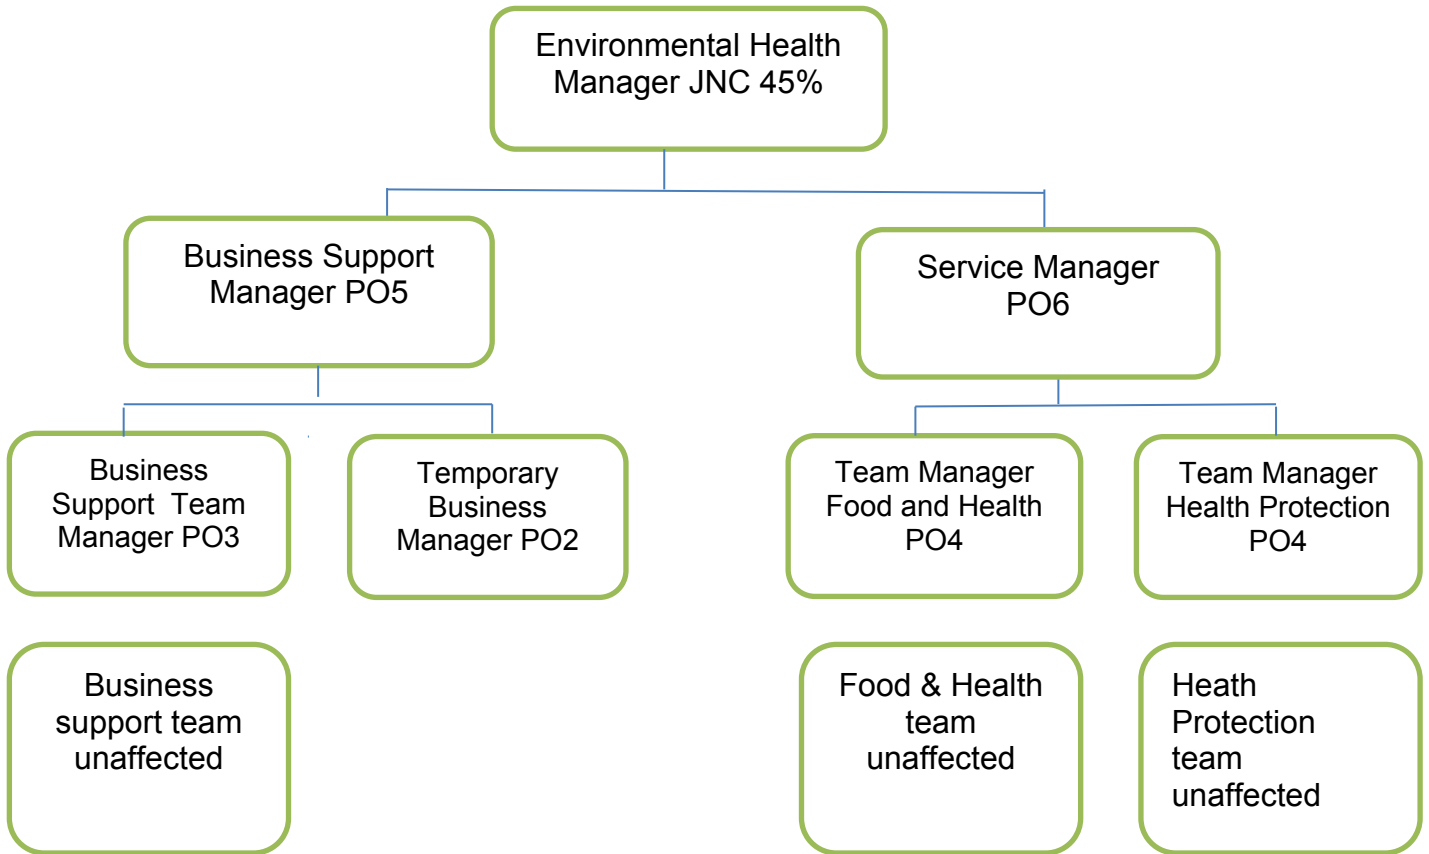 Environmental Health
Manager JNC 45%
Business Support
Manager PO5
Service Manager
PO6
Business
Support  Team
Manager PO3
Temporary
Business
Manager PO2
Team Manager
Food and Health
PO4
Team Manager
Health Protection
PO4
Business
support team
unaffected
Food & Health
team
unaffected
Heath
Protection
team
unaffected